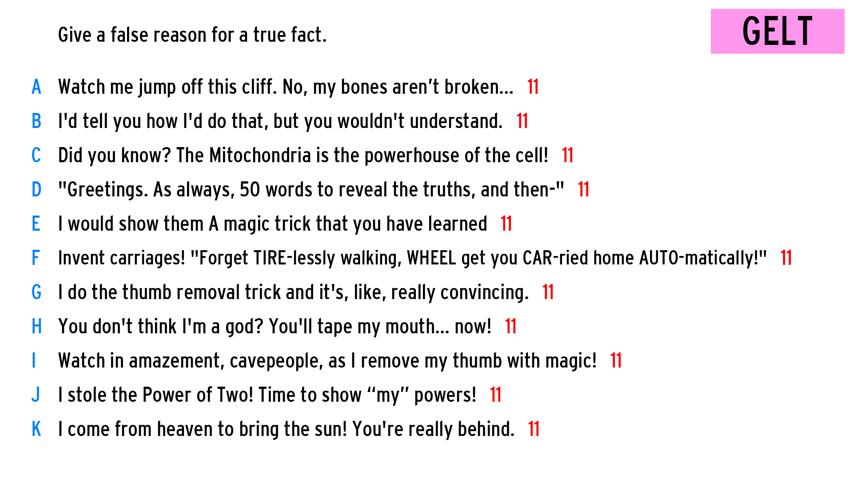 Give a false reason for a true fact.
GELT
A Watch me jump off this cliff. No, my bones aren’t broken... 11
B I'd tell you how I'd do that, but you wouldn't understand. 11
C Did you know? The Mitochondria is the powerhouse of the cell! 11
D "Greetings. As always, 50 words to reveal the truths, and then-" 11
E I would show them A magic trick that you have learned 11
F Invent carriages! "Forget TIRE-lessly walking, WHEEL get you CAR-ried home AUTO-matically!" 11
G I do the thumb removal trick and it's, like, really convincing. 11
H You don't think I'm a god? You'll tape my mouth... now! 11
I Watch in amazement, cavepeople, as I remove my thumb with magic! 11
J I stole the Power of Two! Time to show “my” powers! 11
K I come from heaven to bring the sun! You're really behind. 11